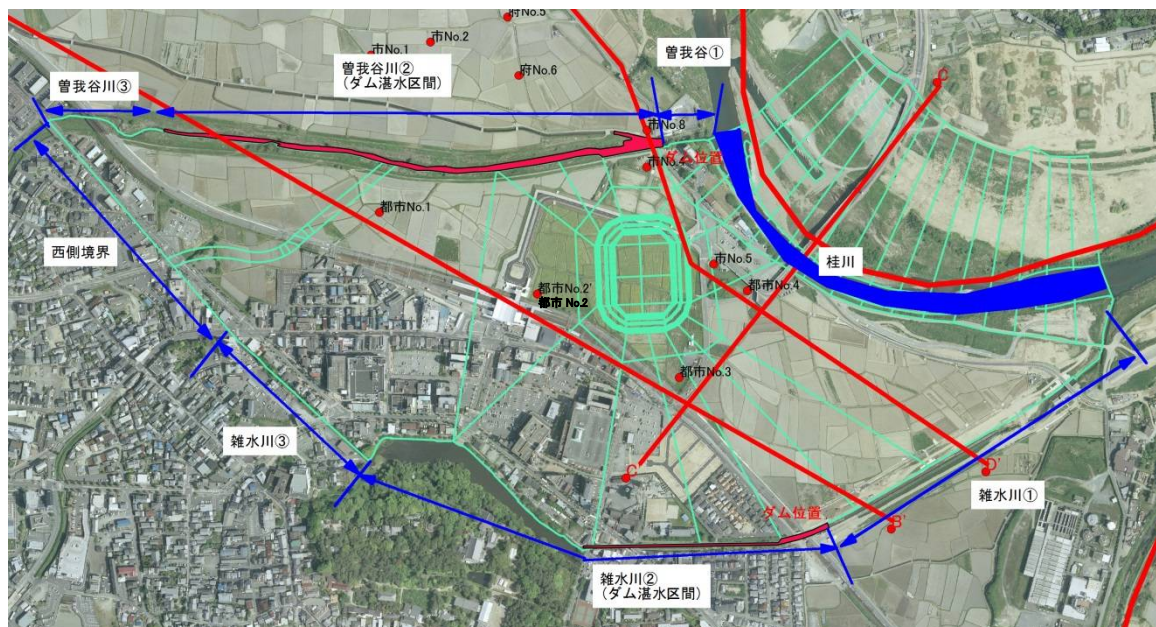 府No.5
市No.2
市No.1
曽我谷①
曽我谷川②
(ダム湛水区間)
府No.6
曽我谷川③
C'
市No.8
市No.4
ダム位置
都市No.1
西側境界
市No.5
桂川
都市No.4
都市No.2'
都市 No.2
都市No.3
雑水川③
C
D'
雑水川①
ダム位置
B'
雑水川②
(ダム湛水区間)